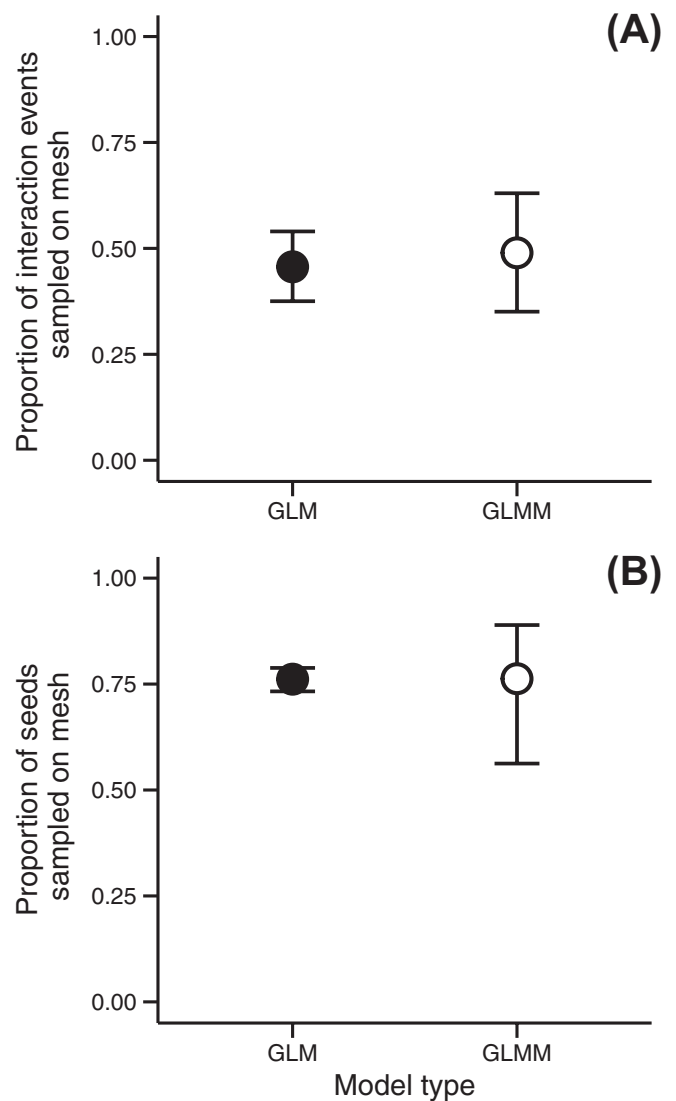 (A)
Proportion of interaction events
sampled on mesh
1.00
0.75
0.50
0.25
0.00
GLM
GLMM
(B)
Proportion of seeds
sampled on mesh
1.00
0.75
0.50
0.25
0.00
GLM
GLMM
Model type